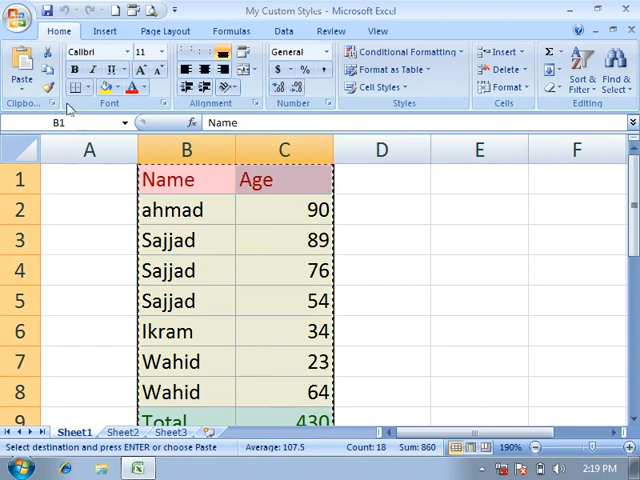 My Custom Styles - Microsoft Excel
Home Insert Page Layout Formulas Data Review View
Paste
Calibri 11
B I U A A
A
General
$ % ,
Conditional Formatting
Format as Table
Cell Styles
Insert
Delete
Format
Σ
Sort & Filter
Find & Select
Clipbo... Font Alignment Number Styles Cells Editing
B1 fx Name
A B C D E F
1 Name Age
2 ahmad 90
3 Sajjad 89
4 Sajjad 76
5 Sajjad 54
6 Ikram 34
7 Wahid 23
8 Wahid 64
9 Total 430
Sheet1 Sheet2 Sheet3
Select destination and press ENTER or choose Paste Average: 107.5 Count: 18 Sum: 860 190%
2:19 PM